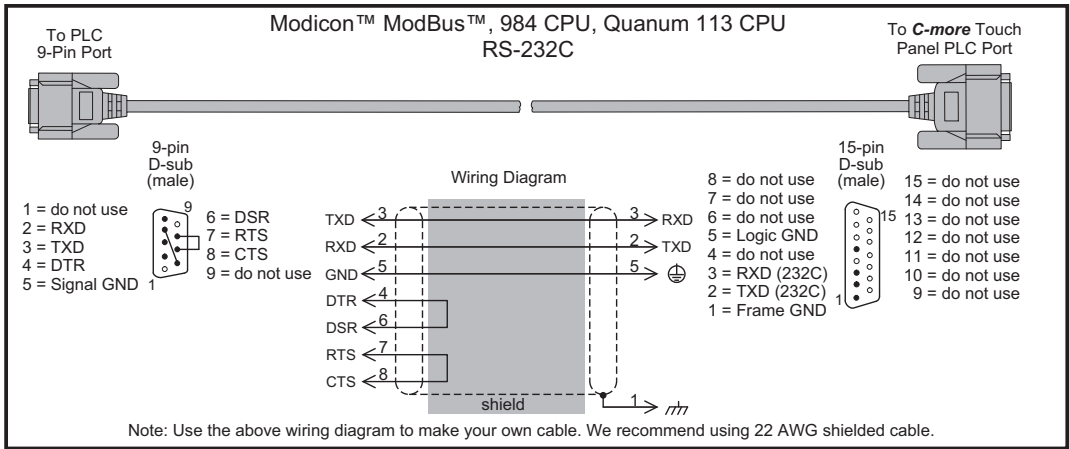 Modicon™ ModBus™, 984 CPU, Quanum 113 CPU
RS-232C
To PLC
9-Pin Port
To C-more Touch
Panel PLC Port
9-pin
D-sub
(male)
1 = do not use
2 = RXD
3 = TXD
4 = DTR
5 = Signal GND
9
1
6 = DSR
7 = RTS
8 = CTS
9 = do not use
Wiring Diagram
TXD 3 3 RXD
RXD 2 2 TXD
GND 5 5
DTR 4
DSR 6
RTS 7
CTS 8
shield
1
8 = do not use
7 = do not use
6 = do not use
5 = Logic GND
4 = do not use
3 = RXD (232C)
2 = TXD (232C)
1 = Frame GND
15-pin
D-sub
(male)
15
1
15 = do not use
14 = do not use
13 = do not use
12 = do not use
11 = do not use
10 = do not use
9 = do not use
Note: Use the above wiring diagram to make your own cable. We recommend using 22 AWG shielded cable.